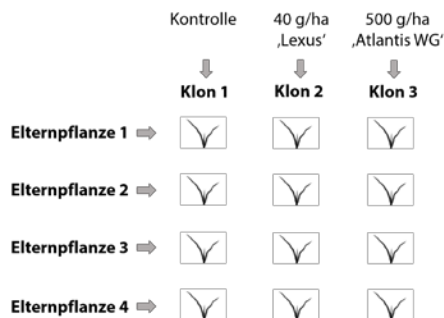 Kontrolle 40 g/ha 500 g/ha
‚Lexus‘ ‚Atlantis WG‘
Klon 1 Klon 2 Klon 3
Elternpflanze 1
Elternpflanze 2
Elternpflanze 3
Elternpflanze 4